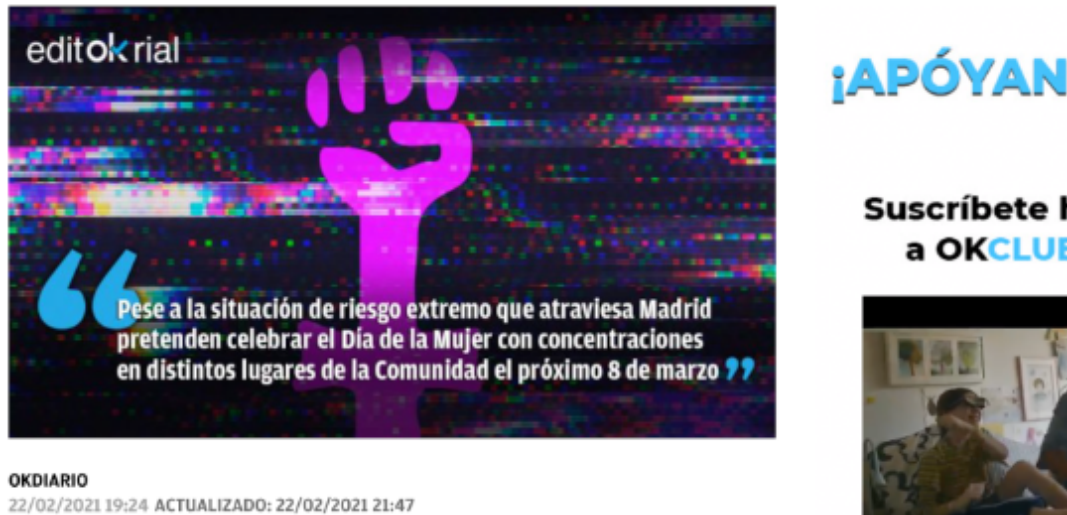 editokrial
Pese a la situación de riesgo extremo que atraviesa Madrid
pretenden celebrar el Día de la Mujer con concentraciones
en distintos lugares de la Comunidad el próximo 8 de marzo
OKDIARIO
22/02/2021 19:24 ACTUALIZADO: 22/02/2021 21:47
¡APÓYAN
Suscríbete
a OKCLUB